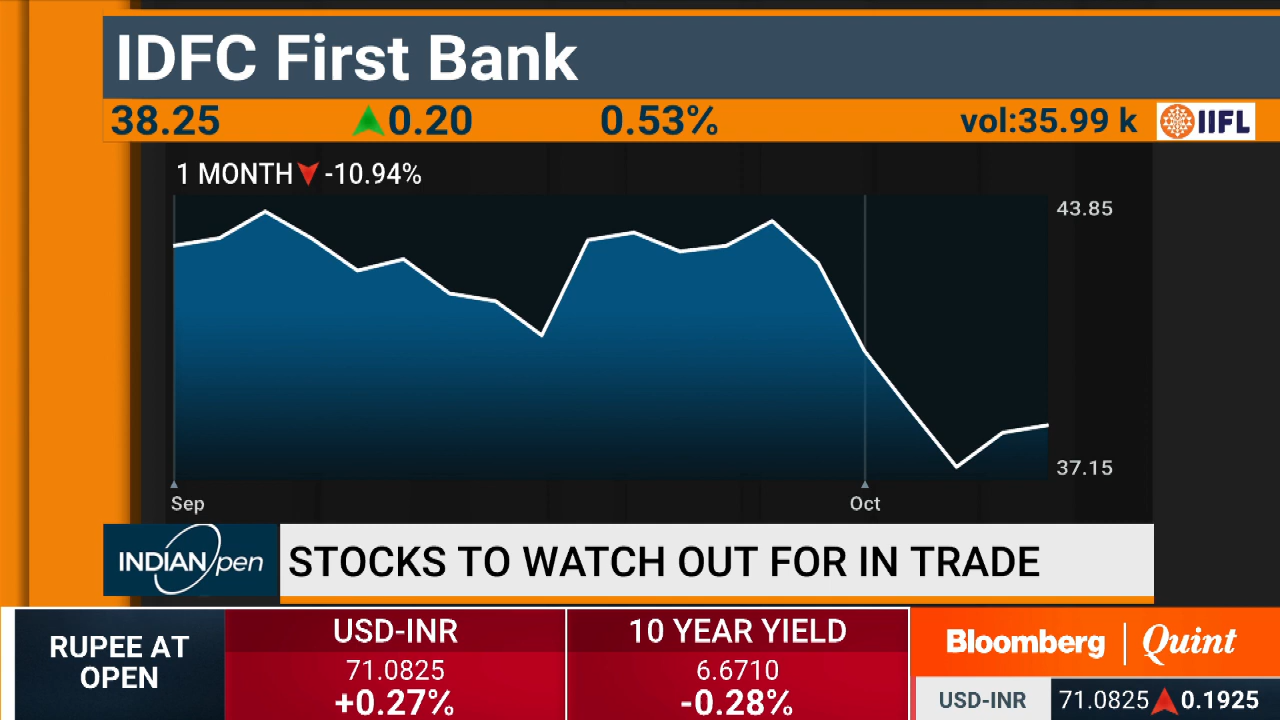 IDFC First Bank
38.25 0.20 0.53% vol:35.99 k IIFL
1 MONTH -10.94%
43.85
37.15
Sep Oct
INDIAN Open STOCKS TO WATCH OUT FOR IN TRADE
RUPEE AT
OPEN
USD-INR
71.0825
+0.27%
10 YEAR YIELD
6.6710
-0.28%
Bloomberg | Quint
USD-INR 71.0825 0.1925